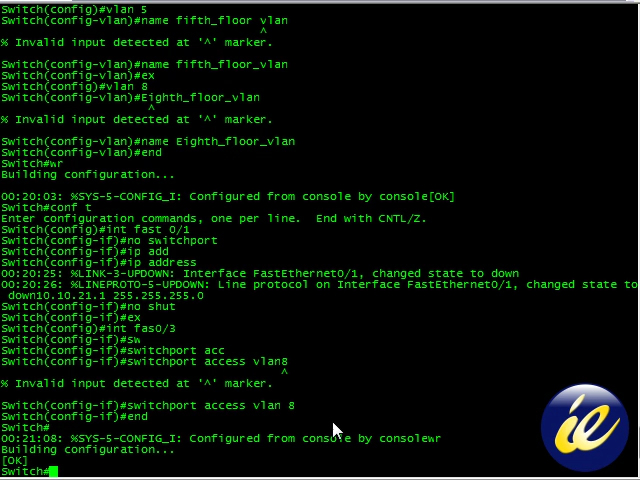 Switch(config)#vlan 5
Switch(config-vlan)#name fifth_floor vlan
^
% Invalid input detected at '^' marker.
Switch(config-vlan)#name fifth_floor_vlan
Switch(config-vlan)#ex
Switch(config)#vlan 8
Switch(config-vlan)#Eighth_floor_vlan
^
% Invalid input detected at '^' marker.
Switch(config-vlan)#name Eighth_floor_vlan
Switch(config-vlan)#end
Switch#wr
Building configuration...
00:20:03: %SYS-5-CONFIG_I: Configured from console by console[OK]
Switch#conf t
Enter configuration commands, one per line.  End with CNTL/Z.
Switch(config)#int fast 0/1
Switch(config-if)#no switchport
Switch(config-if)#ip add
Switch(config-if)#ip address
00:20:25: %LINK-3-UPDOWN: Interface FastEthernet0/1, changed state to down
00:20:26: %LINEPROTO-5-UPDOWN: Line protocol on Interface FastEthernet0/1, changed state to
down10.10.21.1 255.255.255.0
Switch(config-if)#no shut
Switch(config-if)#ex
Switch(config)#int fas0/3
Switch(config-if)#sw
Switch(config-if)#switchport acc
Switch(config-if)#switchport access vlan8
^
% Invalid input detected at '^' marker.
Switch(config-if)#switchport access vlan 8
Switch(config-if)#end
Switch#
00:21:08: %SYS-5-CONFIG_I: Configured from console by consolewr
Building configuration...
[OK]
Switch#
ie